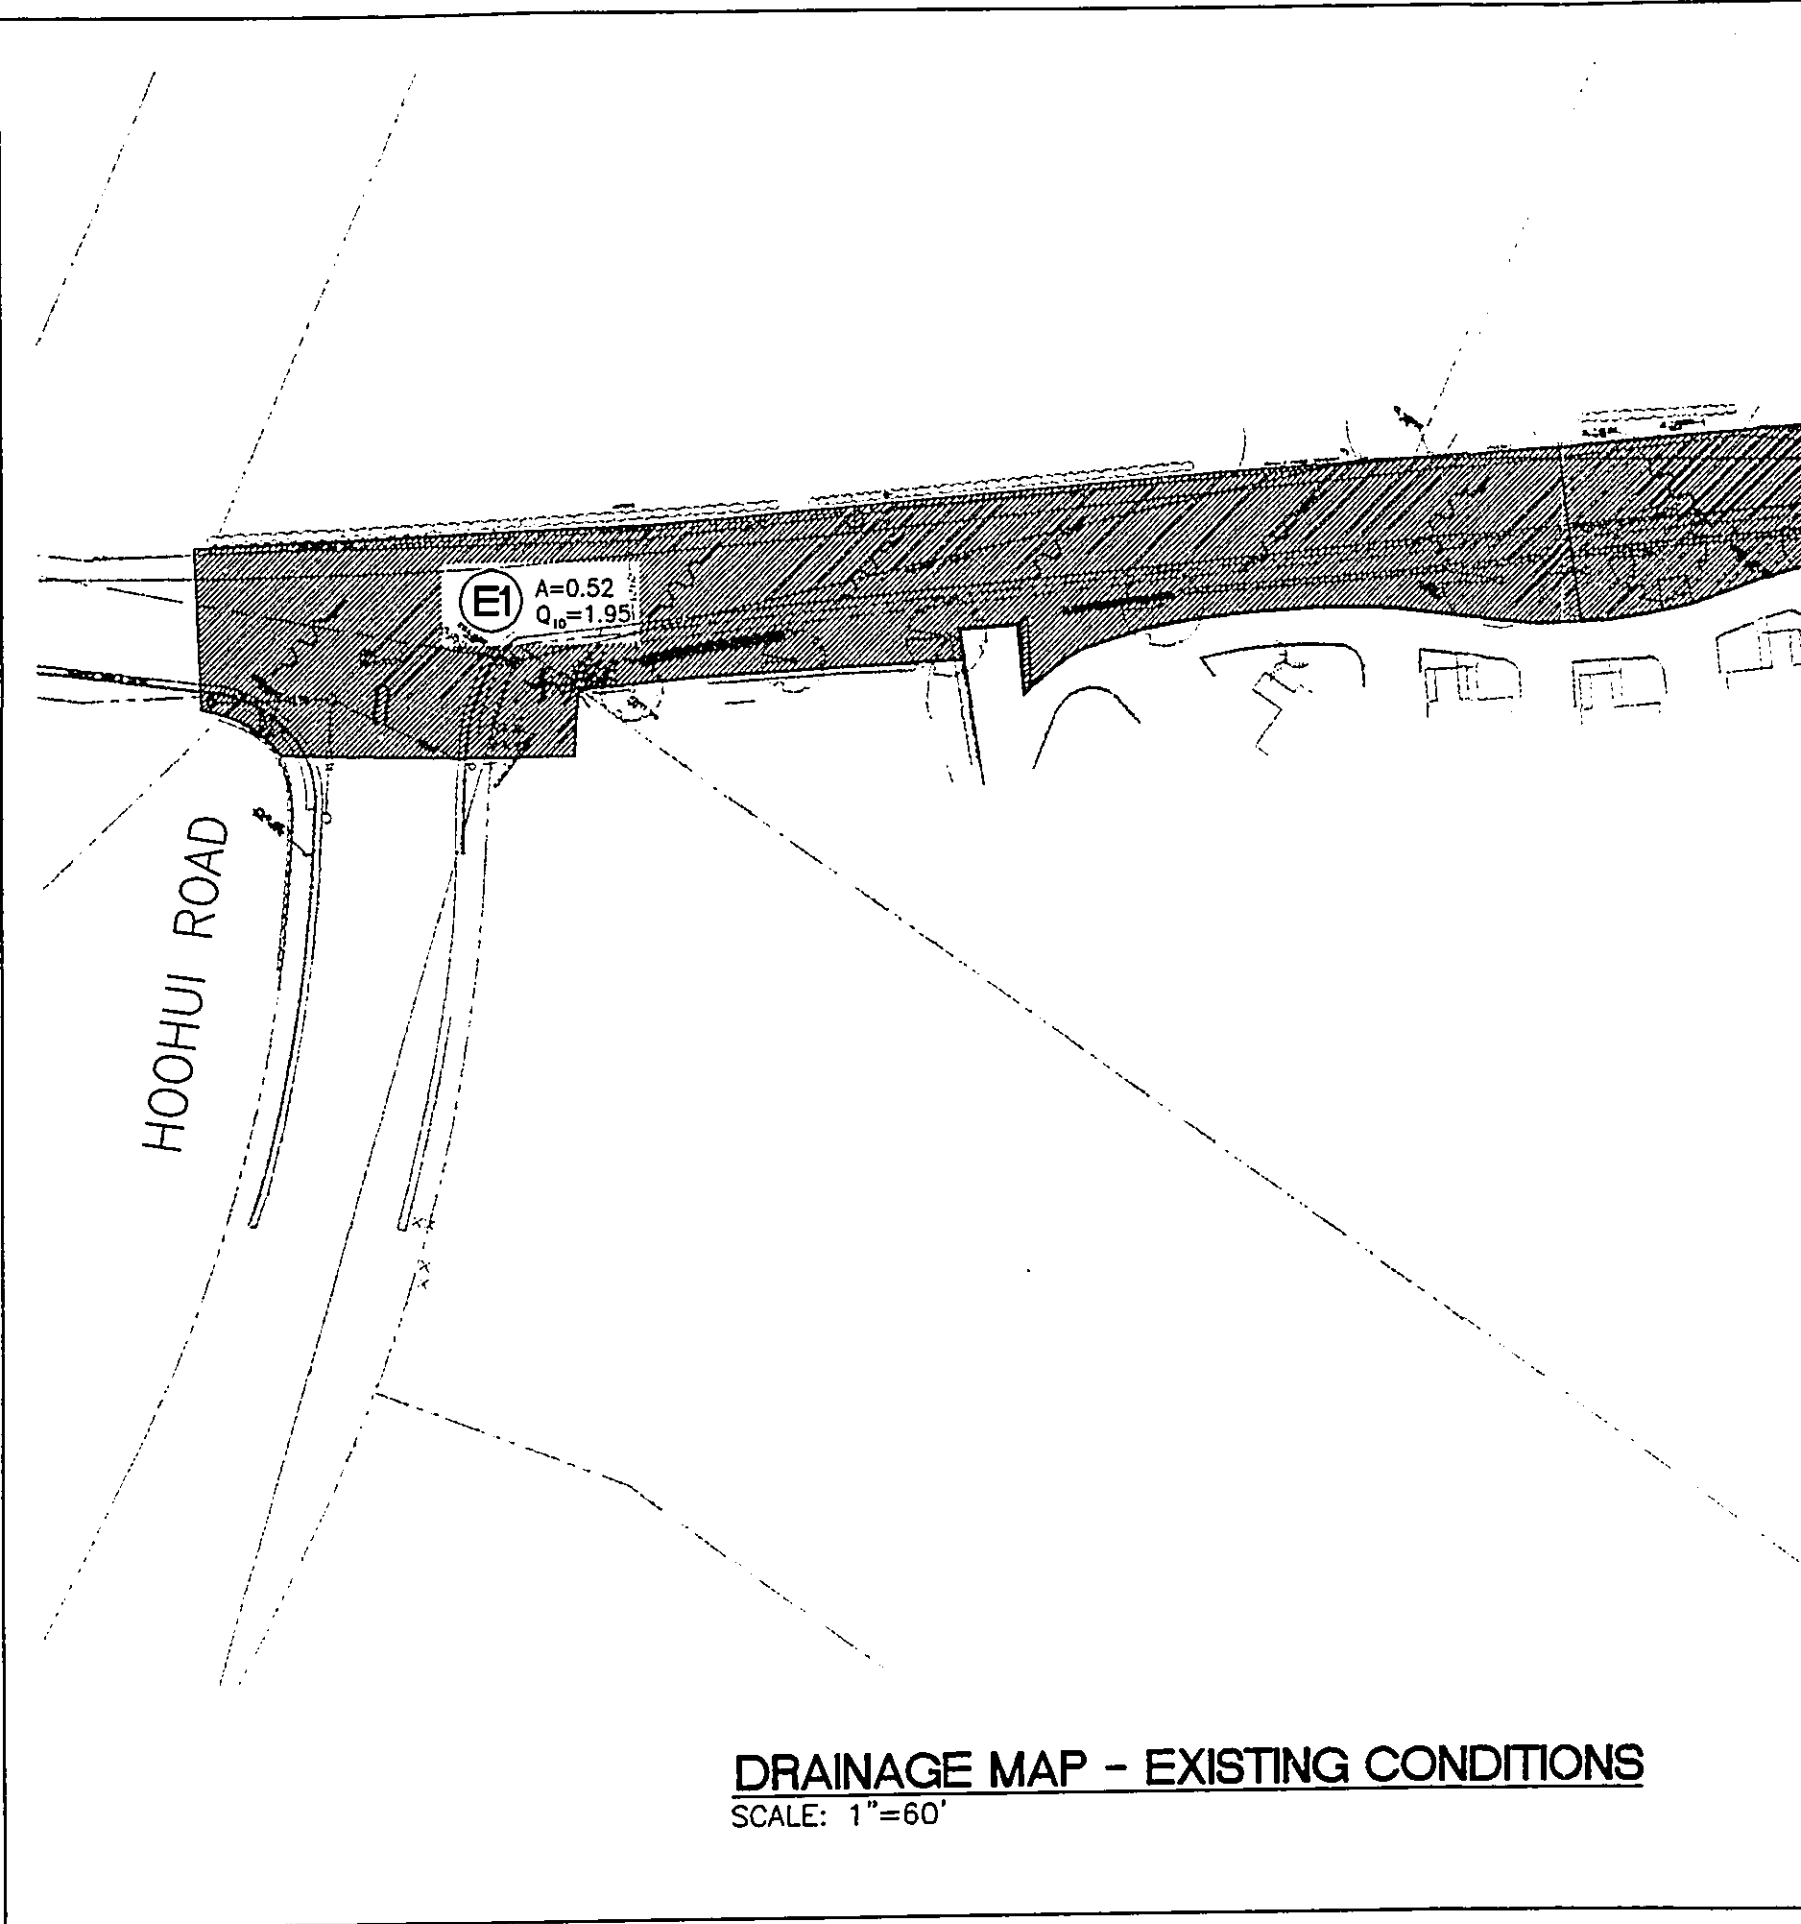 E1
A=0.52
Q₁₀=1.95
HOOHUI ROAD
DRAINAGE MAP - EXISTING CONDITIONS
SCALE: 1"=60'